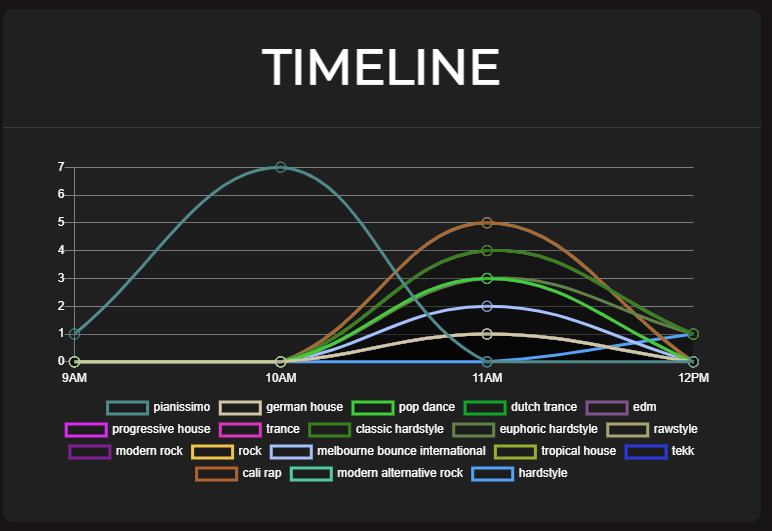 TIMELINE
7
6
5
4
3
2
1
0
9AM 10AM 11AM 12PM
pianissimo german house pop dance dutch trance edm
progressive house trance classic hardstyle euphoric hardstyle rawstyle
modern rock rock melbourne bounce international tropical house tekk
cali rap modern alternative rock hardstyle